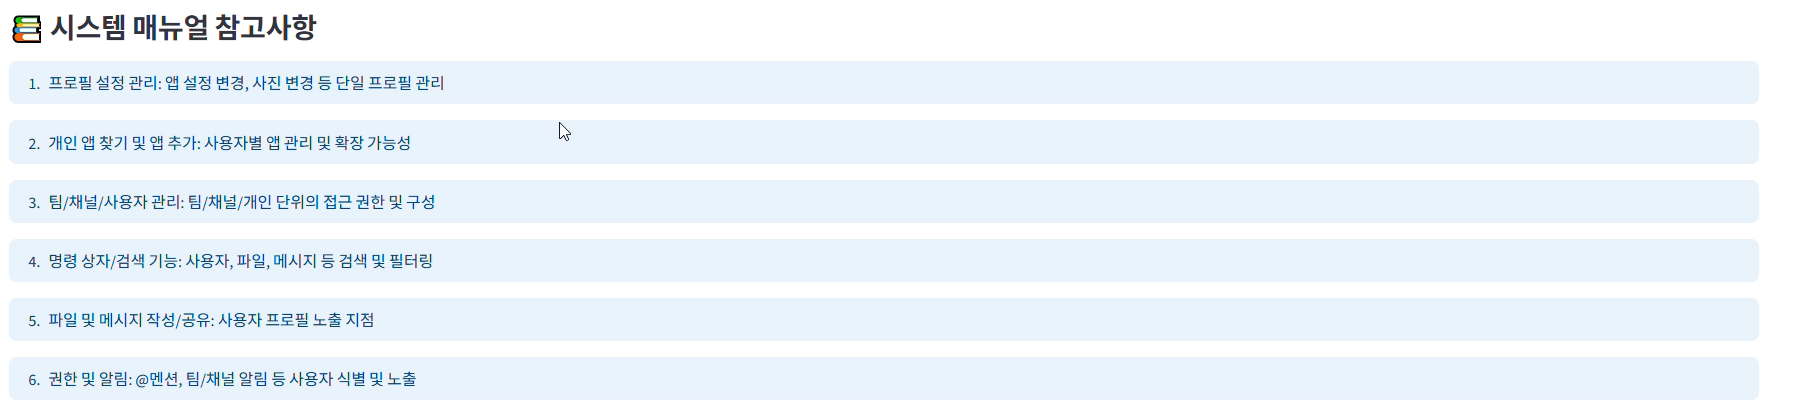 시스템 매뉴얼 참고사항
1. 프로필 설정 관리: 앱 설정 변경, 사진 변경 등 단일 프로필 관리
2. 개인 앱 찾기 및 앱 추가: 사용자별 앱 관리 및 확장 가능성
3. 팀/채널/사용자 관리: 팀/채널/개인 단위의 접근 권한 및 구성
4. 명령 상자/검색 기능: 사용자, 파일, 메시지 등 검색 및 필터링
5. 파일 및 메시지 작성/공유: 사용자 프로필 노출 지점
6. 권한 및 알림: @멘션, 팀/채널 알림 등 사용자 식별 및 노출